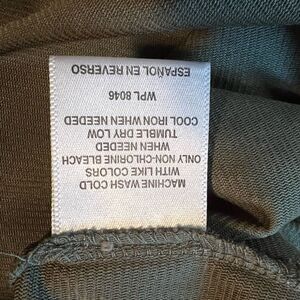 MACHINE WASH COLD
WITH LIKE COLORS
ONLY NON-CHLORINE BLEACH
WHEN NEEDED
TUMBLE DRY LOW
COOL IRON WHEN NEEDED
WPL 8046
ESPAÑOL EN REVERSO